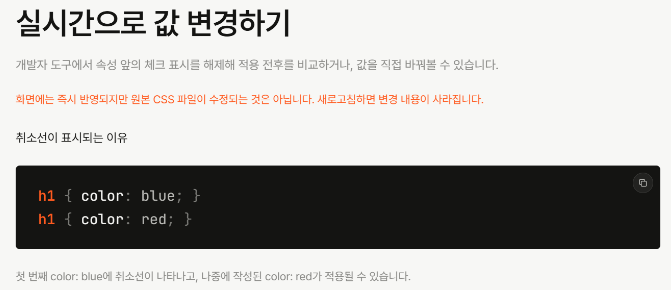 실시간으로 값 변경하기
개발자 도구에서 속성 앞의 체크 표시를 해제해 적용 전후를 비교하거나, 값을 직접 바꿔볼 수 있습니다.
화면에는 즉시 반영되지만 원본 CSS 파일이 수정되는 것은 아닙니다. 새로고침하면 변경 내용이 사라집니다.
취소선이 표시되는 이유
h1 { color: blue; }
h1 { color: red; }
첫 번째 color: blue에 취소선이 나타나고, 나중에 작성된 color: red가 적용될 수 있습니다.